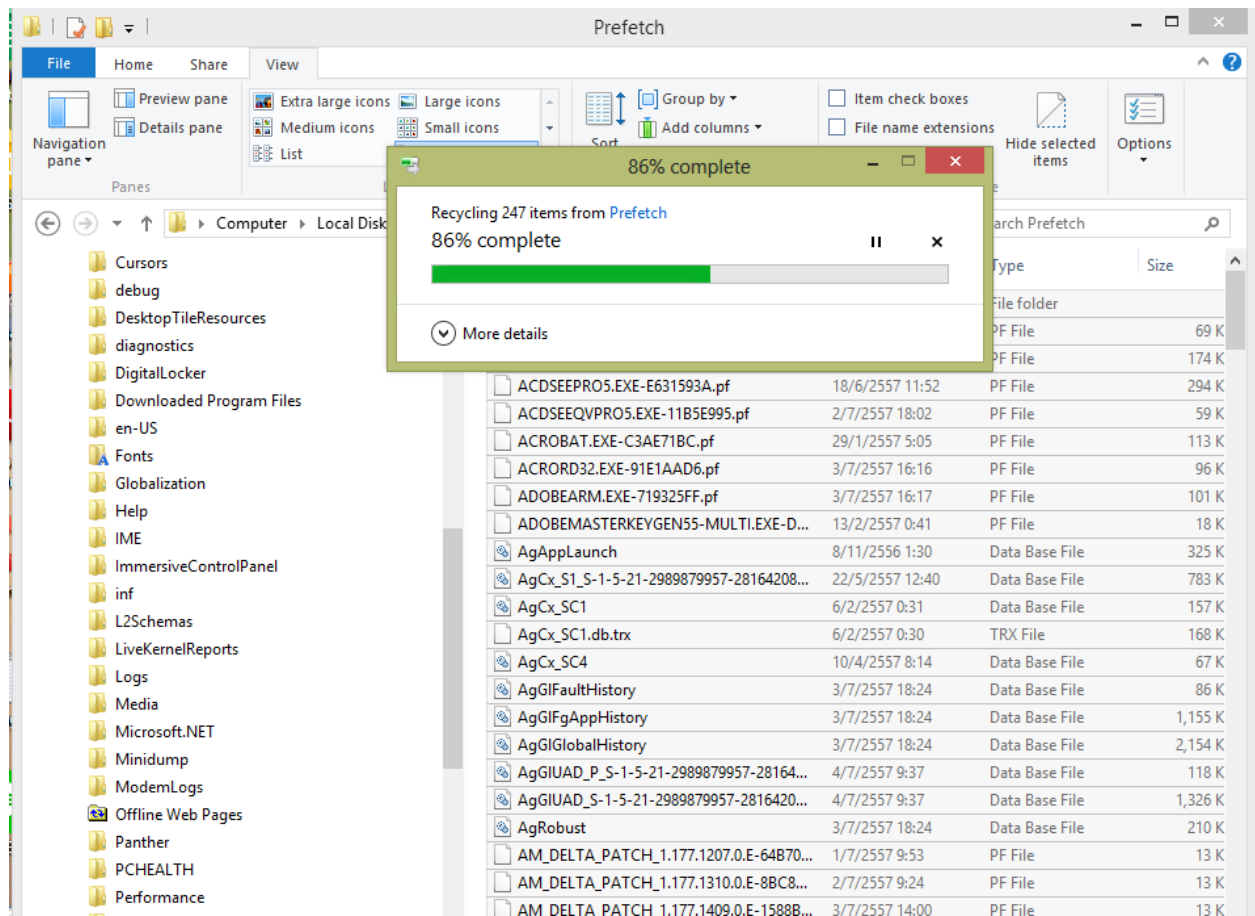 Prefetch
File Home Share View
Preview pane
Details pane
Navigation pane
Panes
Extra large icons Large icons
Medium icons Small icons
List
Sort
Group by
Add columns
Item check boxes
File name extensions
Hide selected items
Options
86% complete
Recycling 247 items from Prefetch
86% complete
More details
Computer Local Disk
arch Prefetch
Cursors
debug
DesktopTileResources
diagnostics
DigitalLocker
Downloaded Program Files
en-US
Fonts
Globalization
Help
IME
ImmersiveControlPanel
inf
L2Schemas
LiveKernelReports
Logs
Media
Microsoft.NET
Minidump
ModemLogs
Offline Web Pages
Panther
PCHEALTH
Performance
Type Size
File folder
PF File 69 K
PF File 174 K
ACDSEEPRO5.EXE-E631593A.pf 18/6/2557 11:52 PF File 294 K
ACDSEEQVPRO5.EXE-11B5E995.pf 2/7/2557 18:02 PF File 59 K
ACROBAT.EXE-C3AE71BC.pf 29/1/2557 5:05 PF File 113 K
ACRORD32.EXE-91E1AAD6.pf 3/7/2557 16:16 PF File 96 K
ADOBEARM.EXE-719325FF.pf 3/7/2557 16:17 PF File 101 K
ADOBEMASTERKEYGEN55-MULTI.EXE-D... 13/2/2557 0:41 PF File 18 K
AgAppLaunch 8/11/2556 1:30 Data Base File 325 K
AgCx_S1_S-1-5-21-2989879957-28164208... 22/5/2557 12:40 Data Base File 783 K
AgCx_SC1 6/2/2557 0:31 Data Base File 157 K
AgCx_SC1.db.trx 6/2/2557 0:30 TRX File 168 K
AgCx_SC4 10/4/2557 8:14 Data Base File 67 K
AgGlFaultHistory 3/7/2557 18:24 Data Base File 86 K
AgGlFgAppHistory 3/7/2557 18:24 Data Base File 1,155 K
AgGlGlobalHistory 3/7/2557 18:24 Data Base File 2,154 K
AgGlUAD_P_S-1-5-21-2989879957-28164... 4/7/2557 9:37 Data Base File 118 K
AgGlUAD_S-1-5-21-2989879957-2816420... 4/7/2557 9:37 Data Base File 1,326 K
AgRobust 3/7/2557 18:24 Data Base File 210 K
AM_DELTA_PATCH_1.177.1207.0.E-64B70... 1/7/2557 9:53 PF File 13 K
AM_DELTA_PATCH_1.177.1310.0.E-8BC8... 2/7/2557 9:24 PF File 13 K
AM_DELTA_PATCH_1.177.1409.0.E-1588B... 3/7/2557 14:00 PF File 13 K